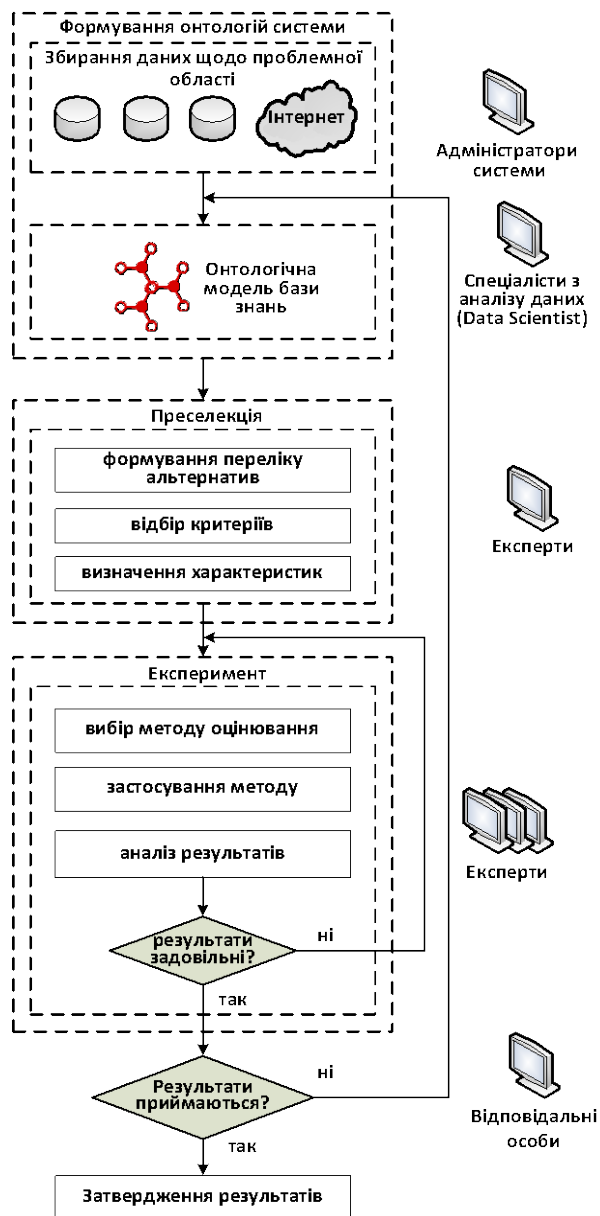 Формування онтологій системи
Збирання даних щодо проблемної
області
Інтернет
Адміністратори
системи
Онтологічна
модель бази
знань
Спеціалісти з
аналізу даних
(Data Scientist)
Преселекція
формування переліку
альтернатив
відбір критеріїв
визначення характеристик
Експерти
Експеримент
вибір методу оцінювання
застосування методу
аналіз результатів
Експерти
результати
задовільні?
ні
так
Результати
приймаються?
ні
так
Відповідальні
особи
Затвердження результатів